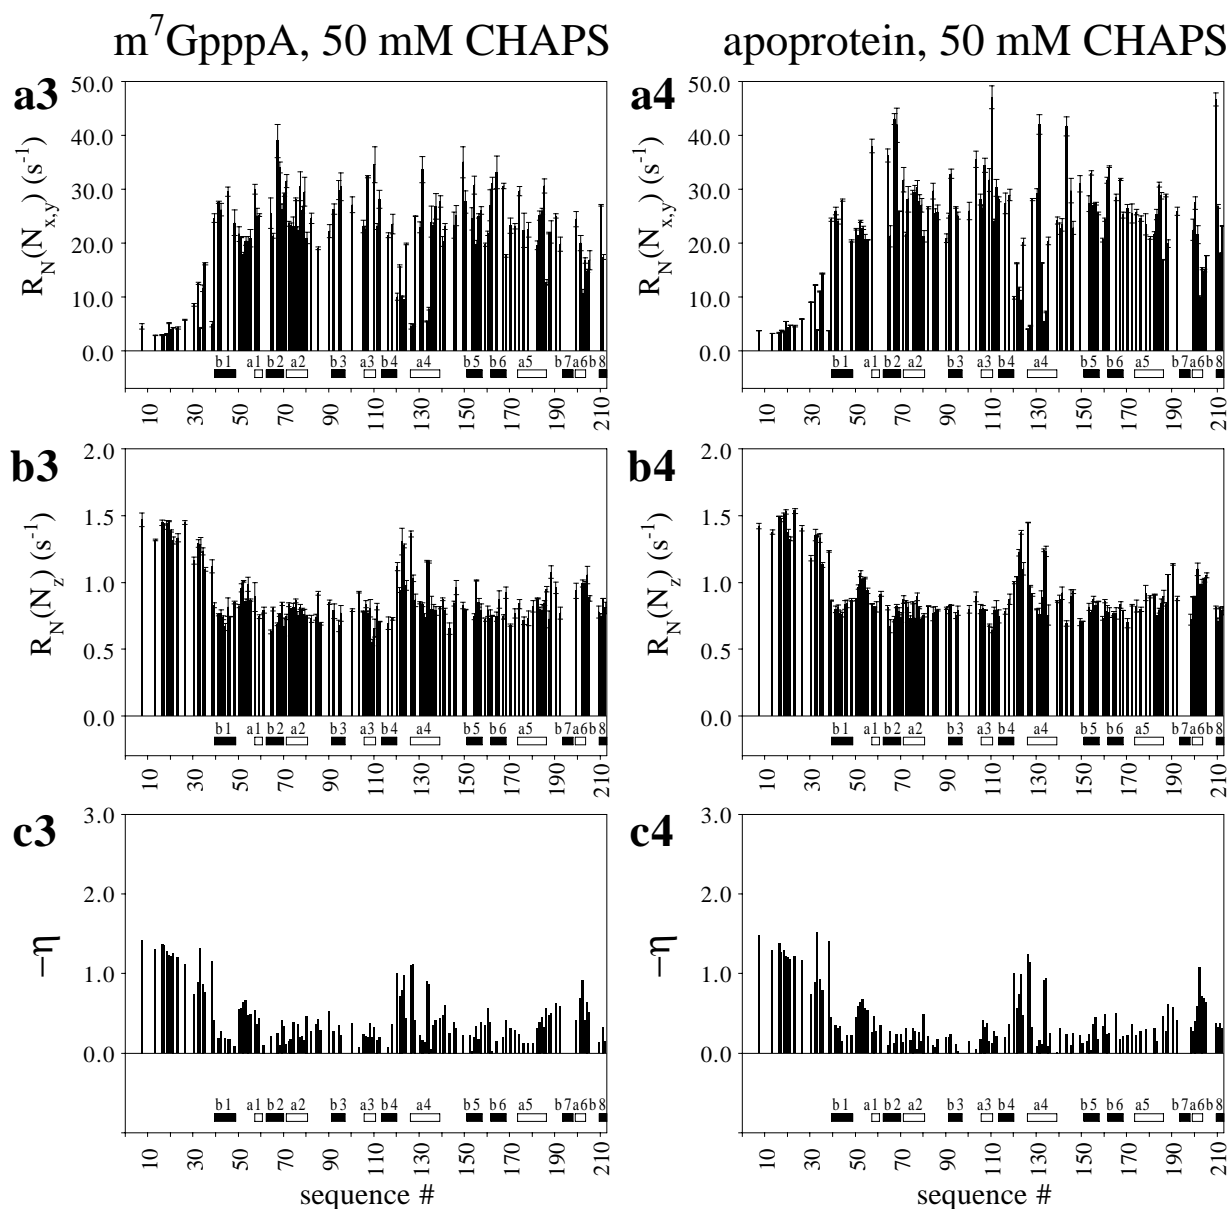 m⁷GpppA, 50 mM CHAPS
apoprotein, 50 mM CHAPS
a3
R_N(N_x,y) (s⁻¹)
50.0
40.0
30.0
20.0
10.0
0.0
b1 a1 b2 a2 b3 a3 b4 a4 b5 b6 a5 b7 a6 b8
10 30 50 70 90 110 130 150 170 190 210
a4
R_N(N_x,y) (s⁻¹)
50.0
40.0
30.0
20.0
10.0
0.0
b1 a1 b2 a2 b3 a3 b4 a4 b5 b6 a5 b7 a6 b8
10 30 50 70 90 110 130 150 170 190 210
b3
R_N(N_z) (s⁻¹)
2.0
1.5
1.0
0.5
0.0
b1 a1 b2 a2 b3 a3 b4 a4 b5 b6 a5 b7 a6 b8
10 30 50 70 90 110 130 150 170 190 210
b4
R_N(N_z) (s⁻¹)
2.0
1.5
1.0
0.5
0.0
b1 a1 b2 a2 b3 a3 b4 a4 b5 b6 a5 b7 a6 b8
10 30 50 70 90 110 130 150 170 190 210
c3
−η
3.0
2.0
1.0
0.0
b1 a1 b2 a2 b3 a3 b4 a4 b5 b6 a5 b7 a6 b8
10 30 50 70 90 110 130 150 170 190 210
sequence #
c4
−η
3.0
2.0
1.0
0.0
b1 a1 b2 a2 b3 a3 b4 a4 b5 b6 a5 b7 a6 b8
10 30 50 70 90 110 130 150 170 190 210
sequence #